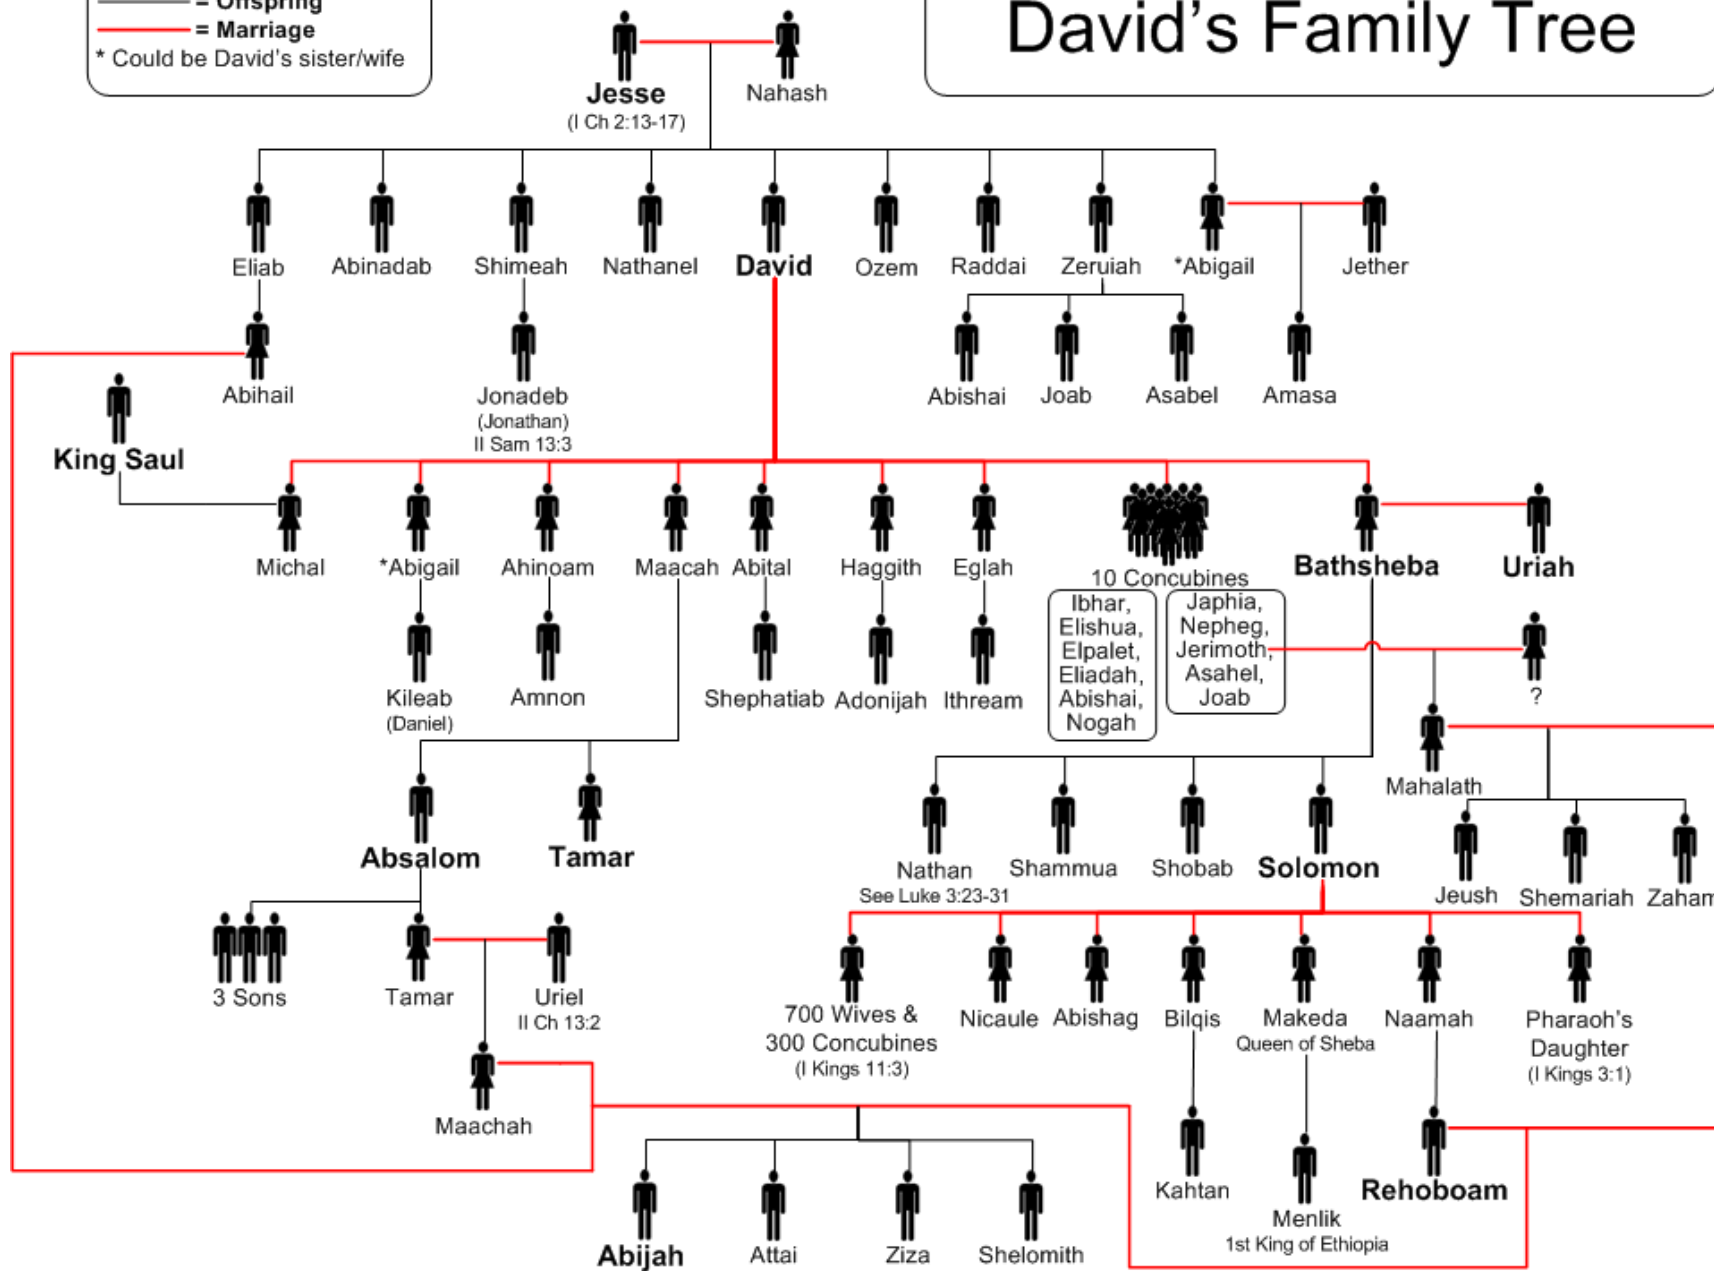 = Offspring
= Marriage
* Could be David's sister/wife
David's Family Tree
Jesse
(I Ch 2:13-17)
Nahash
Eliab
Abinadab
Shimeah
Nathanel
David
Ozem
Raddai
Zeruiah
*Abigail
Jether
Abihail
Jonadeb
(Jonathan)
II Sam 13:3
Abishai
Joab
Asabel
Amasa
King Saul
Michal
*Abigail
Ahinoam
Maacah
Abital
Haggith
Eglah
10 Concubines
Bathsheba
Uriah
Ibhar,
Elishua,
Elpalet,
Eliadah,
Abishai,
Nogah
Japhia,
Nepheg,
Jerimoth,
Asahel,
Joab
?
Kileab
(Daniel)
Amnon
Shephatiab
Adonijah
Ithream
Mahalath
Absalom
Tamar
Nathan
See Luke 3:23-31
Shammua
Shobab
Solomon
Jeush
Shemariah
Zaham
3 Sons
Tamar
Uriel
II Ch 13:2
700 Wives &
300 Concubines
(I Kings 11:3)
Nicaule
Abishag
Bilqis
Makeda
Queen of Sheba
Naamah
Pharaoh's
Daughter
(I Kings 3:1)
Maachah
Kahtan
Menlik
1st King of Ethiopia
Rehoboam
Abijah
Attai
Ziza
Shelomith